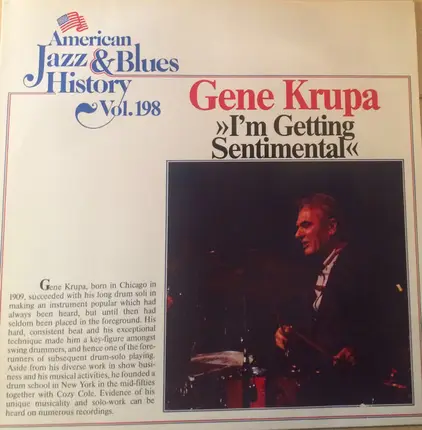 American
Jazz & Blues
History
Vol. 198
Gene Krupa
»I'm Getting
Sentimental«
Gene Krupa, born in Chicago in
1909, succeeded with his long drum soli in
making an instrument popular which had
always been heard, but until then had
seldom been placed in the foreground. His
hard, consistent beat and his exceptional
technique made him a key-figure amongst
swing drummers, and hence one of the fore-
runners of subsequent drum-solo playing.
Aside from his diverse work in show busi-
ness and his musical activities, he founded a
drum school in New York in the mid-fifties
together with Cozy Cole. Evidence of his
unique musicality and solo-work can be
heard on numerous recordings.